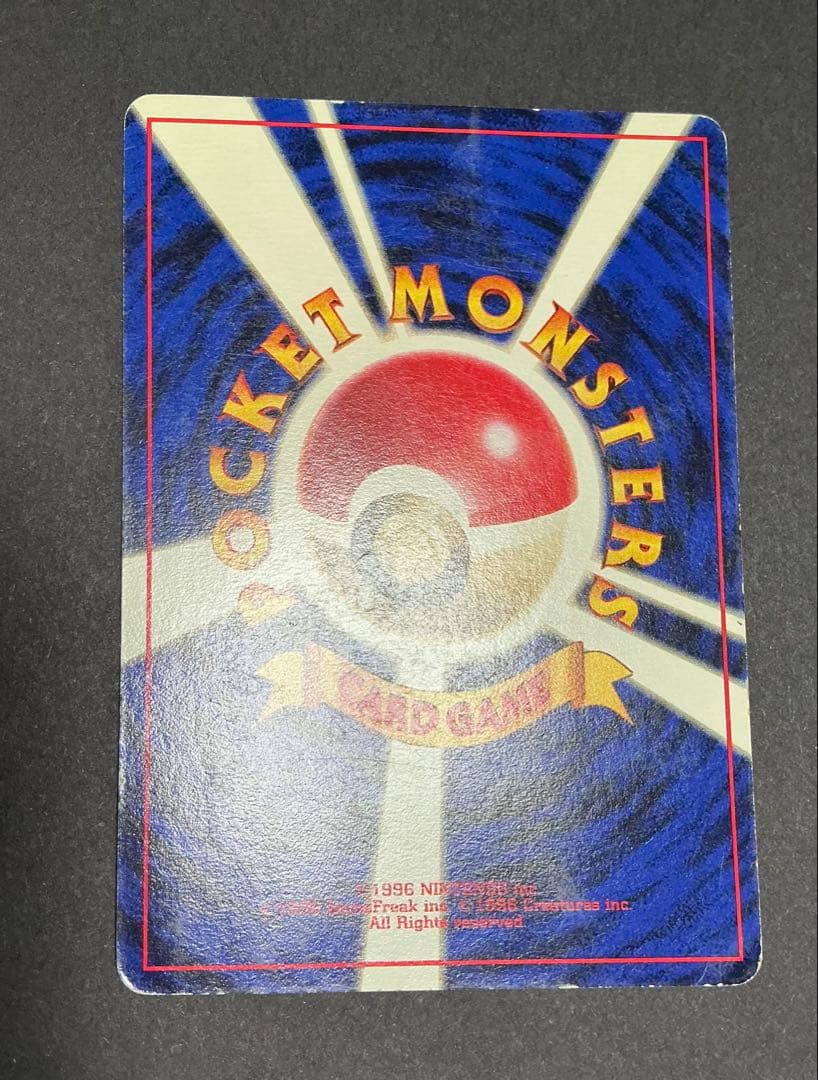 POCKET MONSTERS
CARD GAME
©1996 NINTENDO inc.
©1996 GameFreak inc. ©1996 Creatures inc.
All Rights reserved